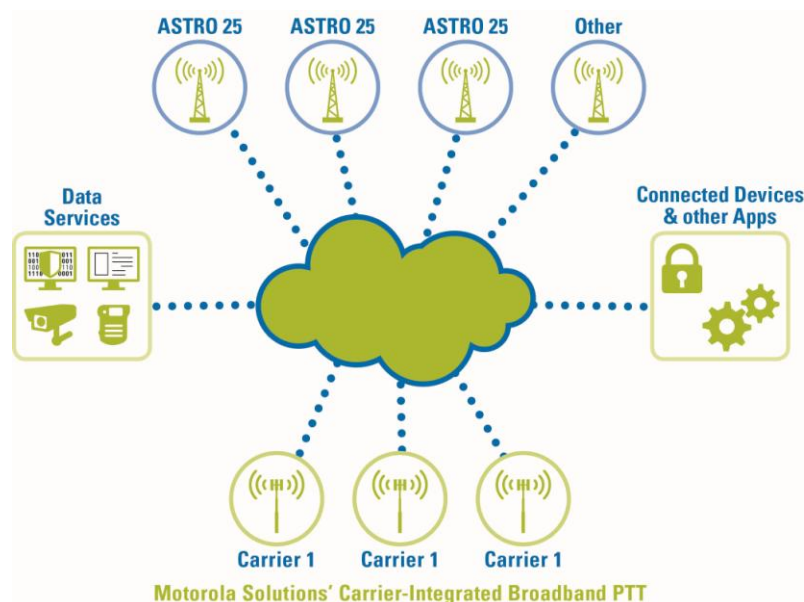 ASTRO 25
ASTRO 25
ASTRO 25
Other
Data
Services
Connected Devices
& other Apps
Carrier 1
Carrier 1
Carrier 1
Motorola Solutions' Carrier-Integrated Broadband PTT